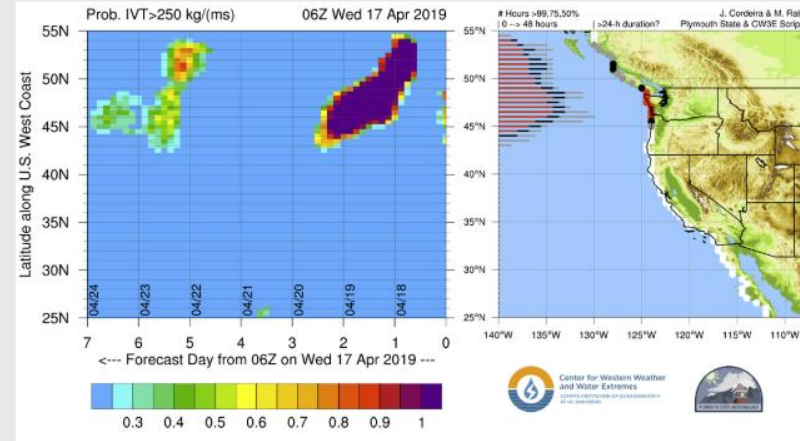 Prob. IVT>250 kg/(ms) 06Z Wed 17 Apr 2019
55N
50N
45N
40N
35N
30N
25N
Latitude along U.S. West Coast
04/24 04/23 04/22 04/21 04/20 04/19 04/18
7 6 5 4 3 2 1 0
<--- Forecast Day from 06Z on Wed 17 Apr 2019 ---
0.3 0.4 0.5 0.6 0.7 0.8 0.9 1
# Hours >99,75,50%
0 --> 48 hours
>24-h duration?
J. Cordeira & M. Ral
Plymouth State & CW3E Scrip
55°N
50°N
45°N
40°N
35°N
30°N
25°N
140°W 135°W 130°W 125°W 120°W 115°W 110°W
Center for Western Weather
and Water Extremes
SCRIPPS INSTITUTION OF OCEANOGRAPHY
AT UC SAN DIEGO